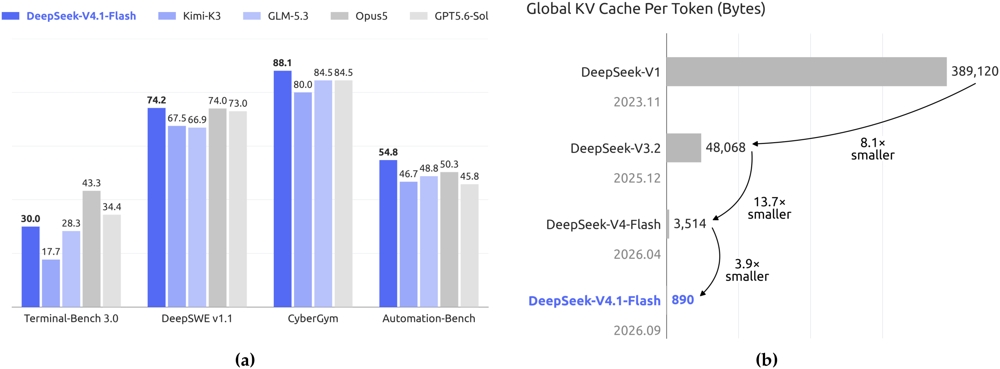 DeepSeek-V4.1-Flash Kimi-K3 GLM-5.3 Opus5 GPT5.6-Sol
30.0 17.7 28.3 43.3 34.4
74.2 67.5 66.9 74.0 73.0
88.1 80.0 84.5 84.5
54.8 46.7 48.8 50.3 45.8
Terminal-Bench 3.0 DeepSWE v1.1 CyberGym Automation-Bench
(a)
Global KV Cache Per Token (Bytes)
DeepSeek-V1 389,120
2023.11
8.1×
smaller
DeepSeek-V3.2 48,068
2025.12
13.7×
smaller
DeepSeek-V4-Flash 3,514
2026.04
3.9×
smaller
DeepSeek-V4.1-Flash 890
2026.09
(b)